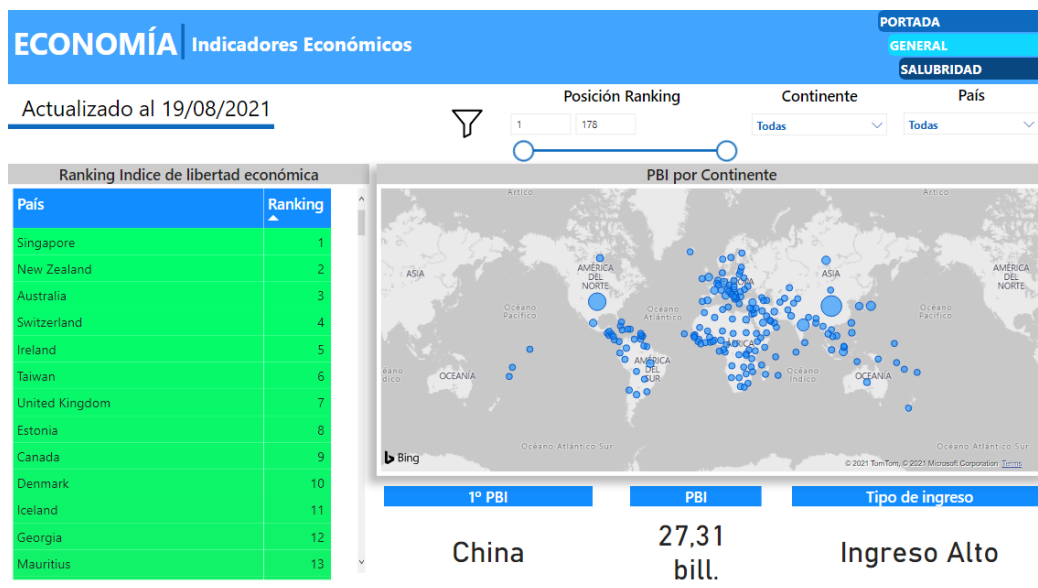 ECONOMÍA Indicadores Económicos
PORTADA
GENERAL
SALUBRIDAD
Actualizado al 19/08/2021
Posición Ranking
1 178
Continente
Todas
País
Todas
Ranking Indice de libertad económica
País Ranking
Singapore 1
New Zealand 2
Australia 3
Switzerland 4
Ireland 5
Taiwan 6
United Kingdom 7
Estonia 8
Canada 9
Denmark 10
Iceland 11
Georgia 12
Mauritius 13
PBI por Continente
Ártico
Ártico
ASIA
AMÉRICA
DEL
NORTE
ASIA
AMÉRICA
DEL
NORTE
Océano
Pacífico
Océano
Atlántico
Océano
Pacífico
OCEANÍA
AMÉRICA
DEL
SUR
Océano
Índico
OCEANÍA
Océano Atlántico Sur
Océano Atlántico Sur
Bing
© 2021 TomTom, © 2021 Microsoft Corporation Terms
1º PBI
China
PBI
27,31
bill.
Tipo de ingreso
Ingreso Alto